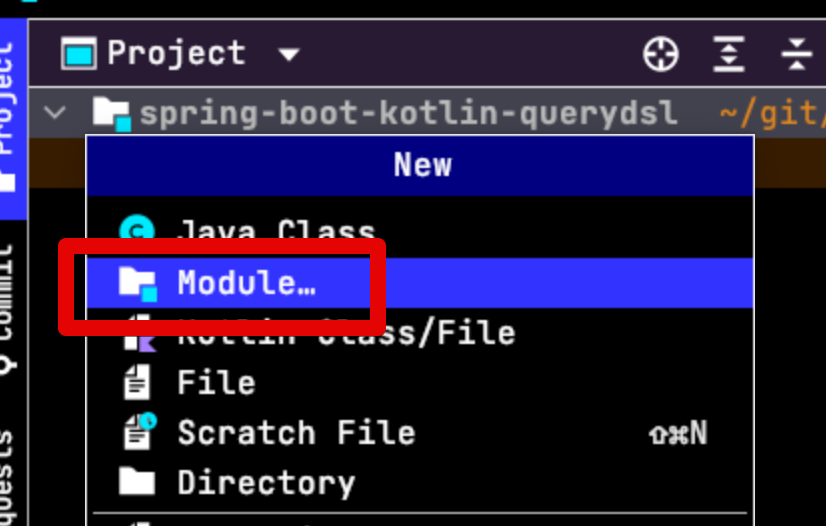 Project
spring-boot-kotlin-querydsl ~/git/
New
Java Class
Module…
Kotlin Class/File
File
Scratch File ⇧⌘N
Directory
Project
Commit
quests